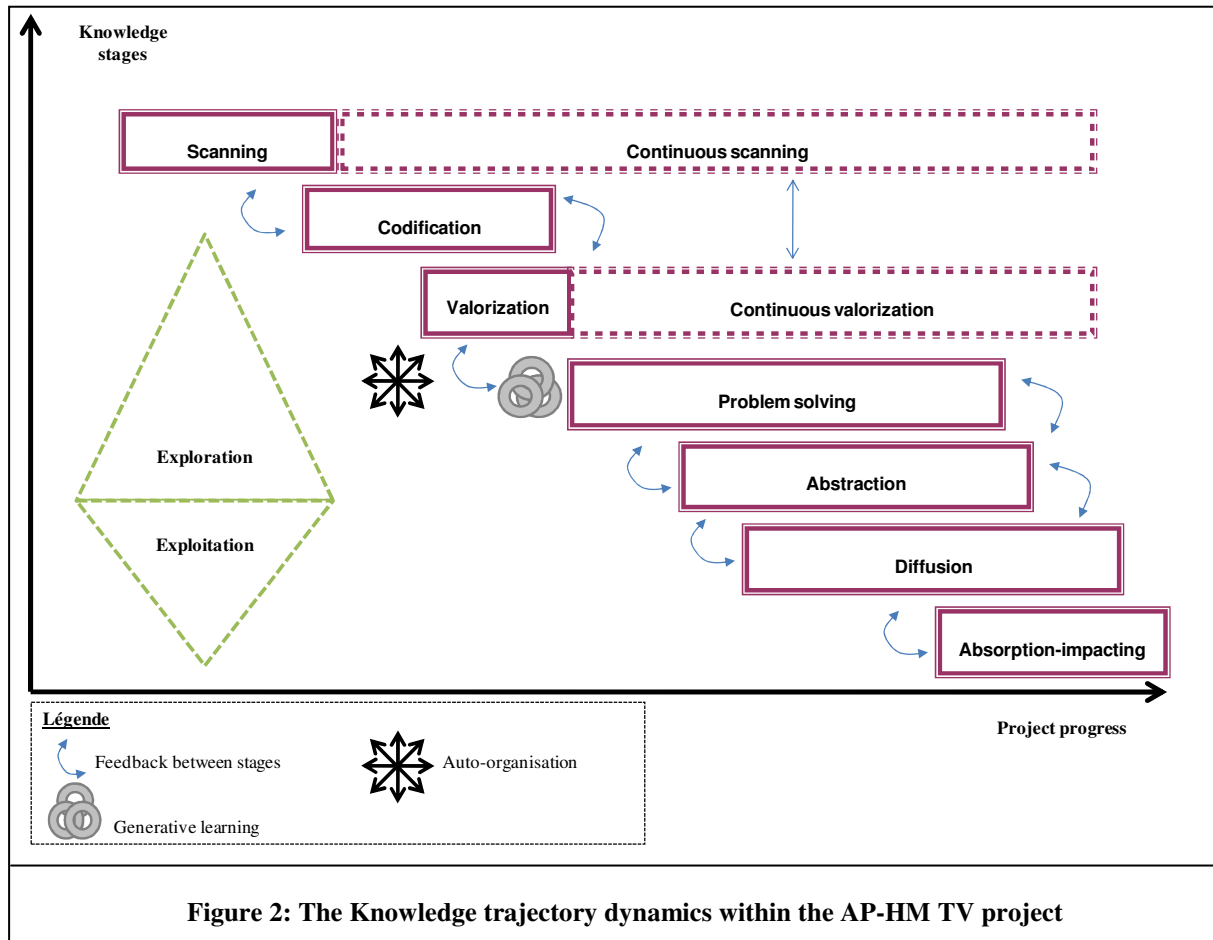 Knowledge
stages
Scanning
Continuous scanning
Codification
Valorization
Continuous valorization
Problem solving
Exploration
Abstraction
Exploitation
Diffusion
Absorption-impacting
Project progress
Légende
Feedback between stages
Auto-organisation
Generative learning
Figure 2: The Knowledge trajectory dynamics within the AP-HM TV project